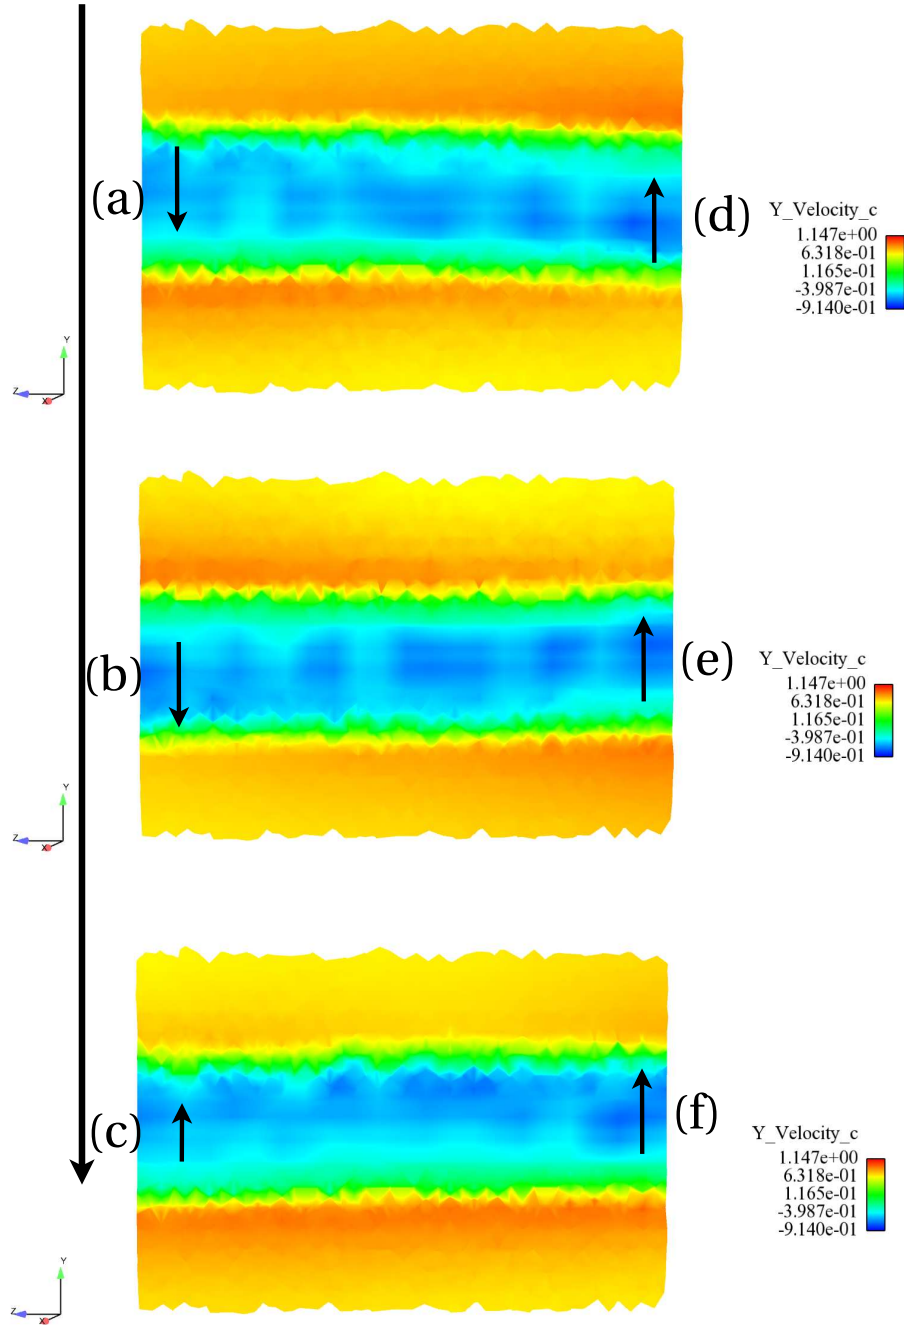 (a)
(d)
Y_Velocity_c
1.147e+00
6.318e-01
1.165e-01
-3.987e-01
-9.140e-01
Y
Z
X
(b)
(e)
Y_Velocity_c
1.147e+00
6.318e-01
1.165e-01
-3.987e-01
-9.140e-01
Y
Z
X
(c)
(f)
Y_Velocity_c
1.147e+00
6.318e-01
1.165e-01
-3.987e-01
-9.140e-01
Y
Z
X